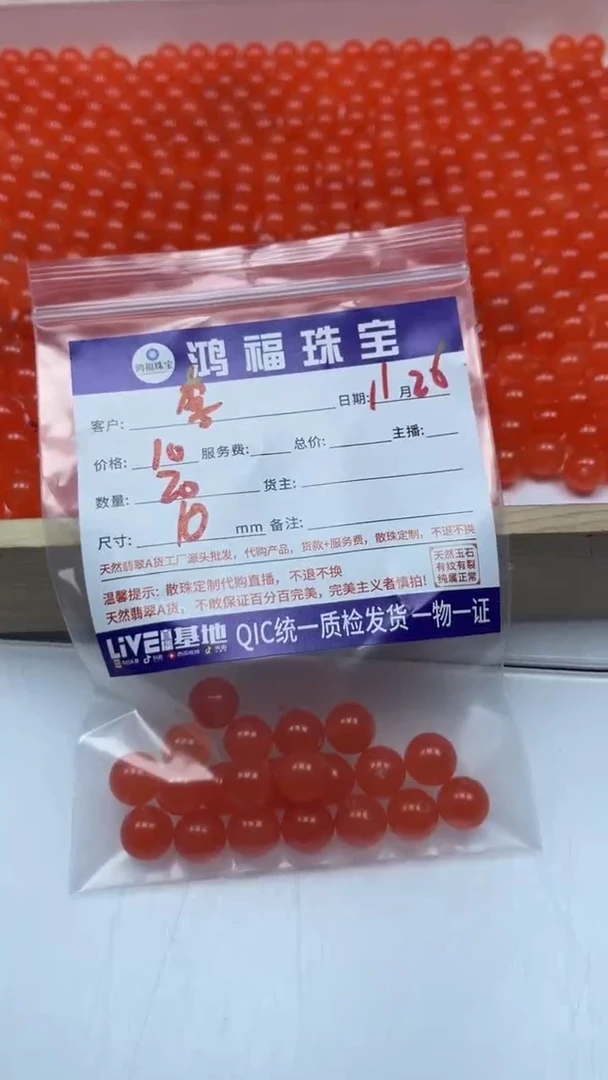 鸿福珠宝 鸿福珠宝
客户: 李 日期: 11 月 26
价格: 10 服务费: 总价: 主播:
数量: 20 货主:
尺寸: 10 mm 备注:
天然翡翠A货工厂源头批发，代购产品，货款+服务费，散珠定制，不退不换
温馨提示: 散珠定制代购直播，不退不换
天然翡翠A货，不敢保证百分百完美，完美主义者慎拍!
天然玉石
有纹有裂
纯属正常
LiVE 基地 QIC统一质检发货 一物一证